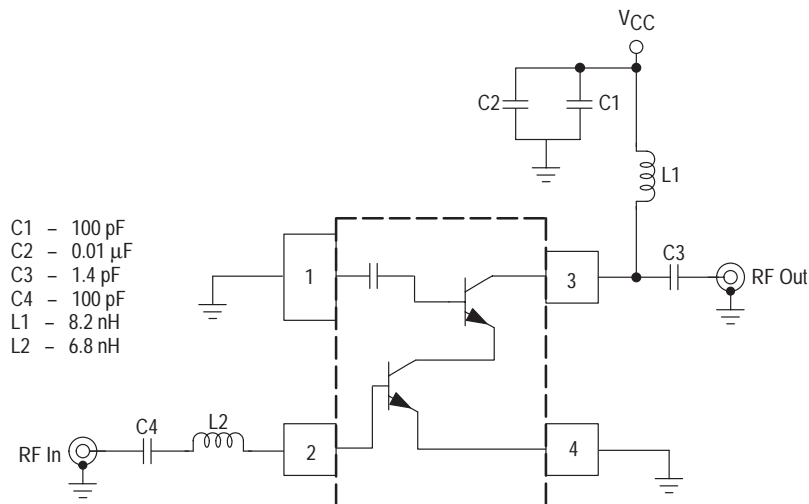 VCC
C2
C1
L1
C1 – 100 pF
C2 – 0.01 μF
C3 – 1.4 pF
C4 – 100 pF
L1 – 8.2 nH
L2 – 6.8 nH
1
3
C3
RF Out
RF In
C4
L2
2
4